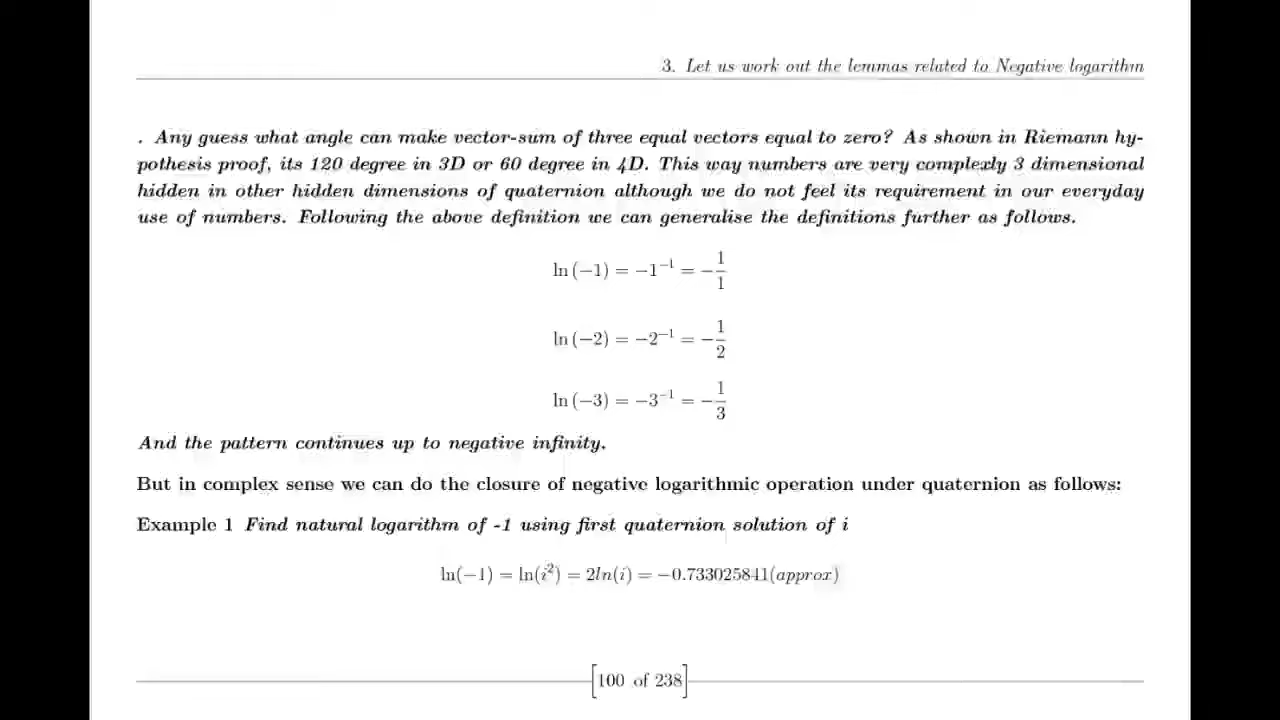 3. Let us work out the lemmas related to Negative logarithm
. Any guess what angle can make vector-sum of three equal vectors equal to zero? As shown in Riemann hy-
pothesis proof, its 120 degree in 3D or 60 degree in 4D. This way numbers are very complexly 3 dimensional
hidden in other hidden dimensions of quaternion although we do not feel its requirement in our everyday
use of numbers. Following the above definition we can generalise the definitions further as follows.
ln (−1) = −1⁻¹ = −1/1
ln (−2) = −2⁻¹ = −1/2
ln (−3) = −3⁻¹ = −1/3
And the pattern continues up to negative infinity.
But in complex sense we can do the closure of negative logarithmic operation under quaternion as follows:
Example 1 Find natural logarithm of -1 using first quaternion solution of i
ln(−1) = ln(i²) = 2ln(i) = −0.733025841(approx)
[100 of 238]